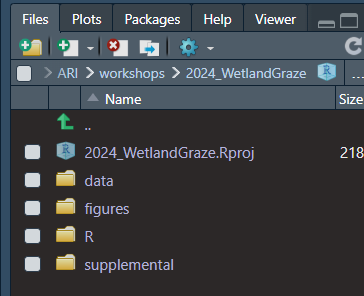 Files Plots Packages Help Viewer
ARI workshops 2024_WetlandGraze R ...
Name Size
..
R 2024_WetlandGraze.Rproj 218
data
figures
R
supplemental